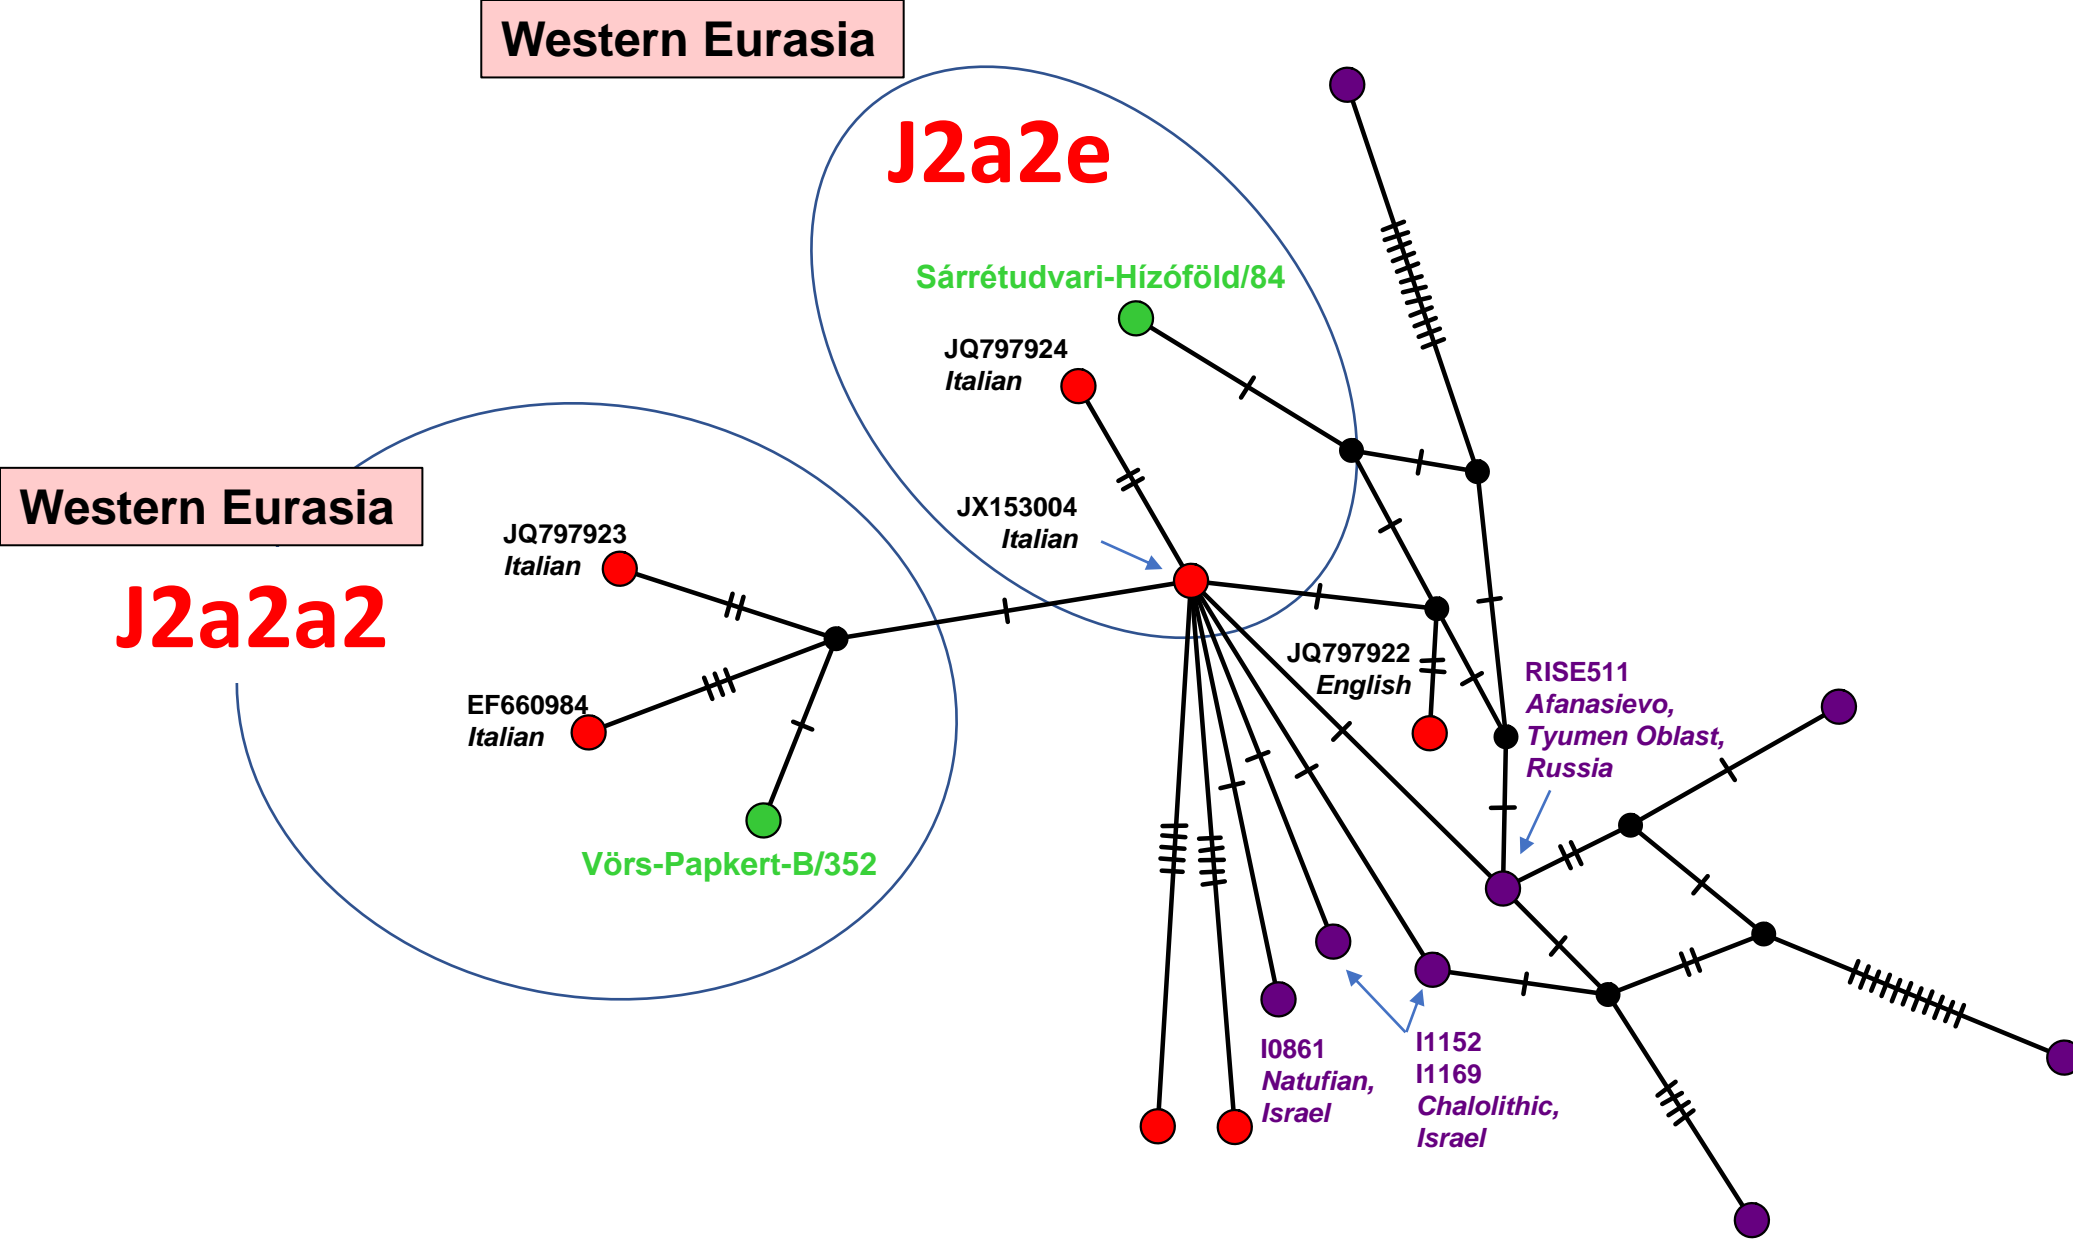 Western Eurasia
J2a2e
Sárrétudvari-Hízóföld/84
JQ797924
Italian
JX153004
Italian
Western Eurasia
J2a2a2
JQ797923
Italian
EF660984
Italian
Vörs-Papkert-B/352
JQ797922
English
RISE511
Afanasievo,
Tyumen Oblast,
Russia
I0861
Natufian,
Israel
I1152
I1169
Chalolithic,
Israel